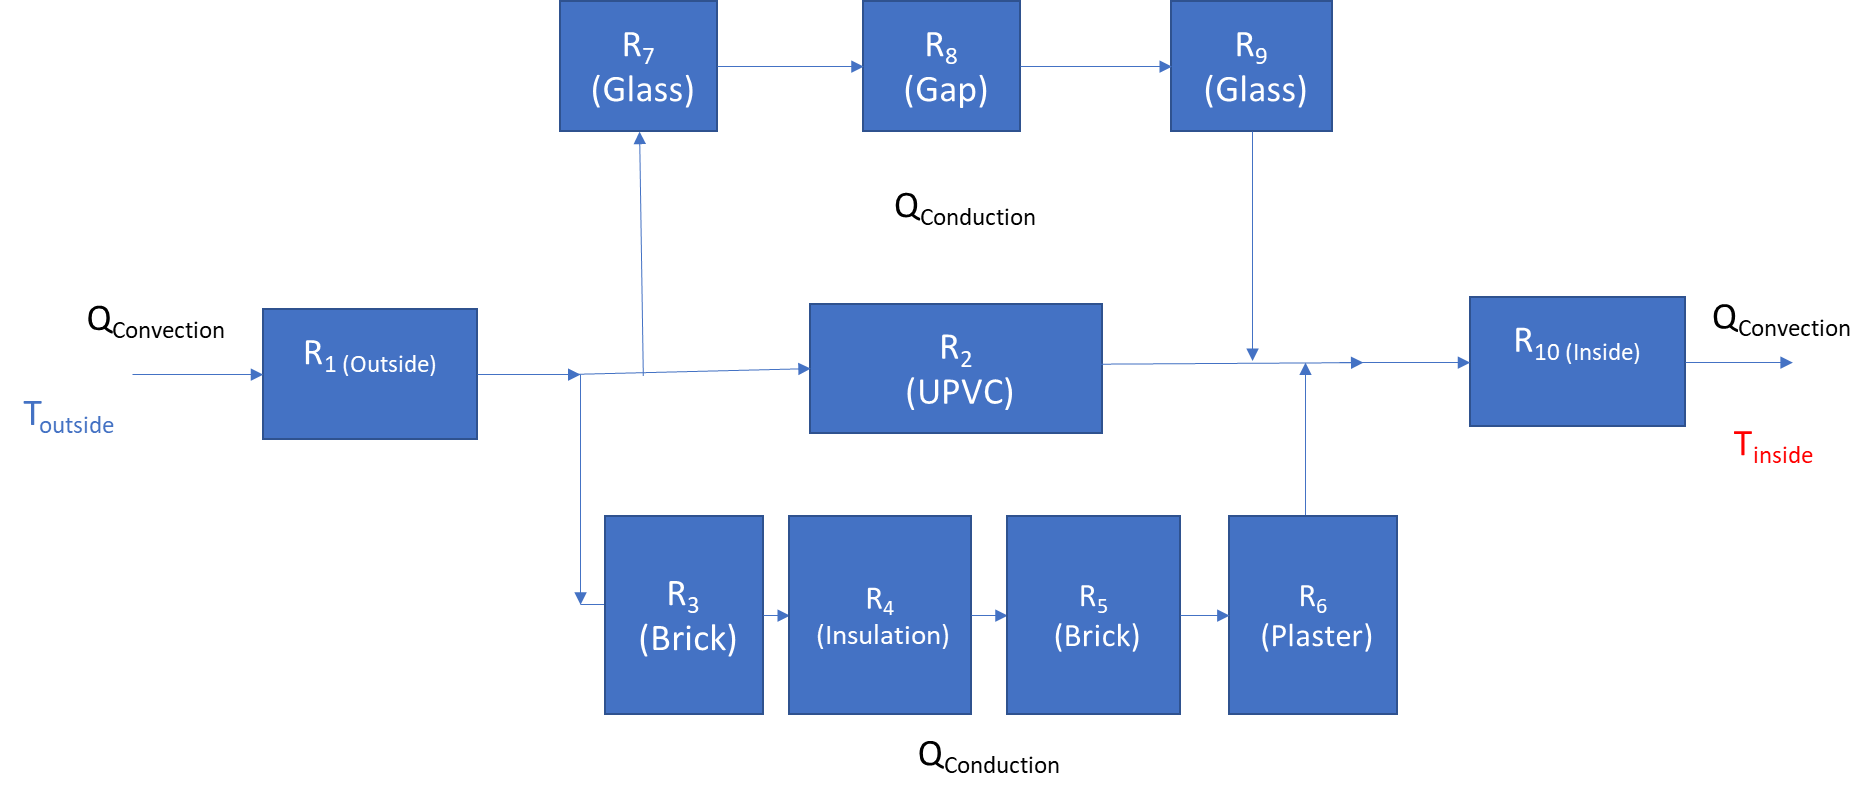 R7
(Glass)
R8
(Gap)
R9
(Glass)
QConduction
QConvection
R1 (Outside)
Toutside
R2
(UPVC)
R10 (Inside)
QConvection
Tinside
R3
(Brick)
R4
(Insulation)
R5
(Brick)
R6
(Plaster)
QConduction